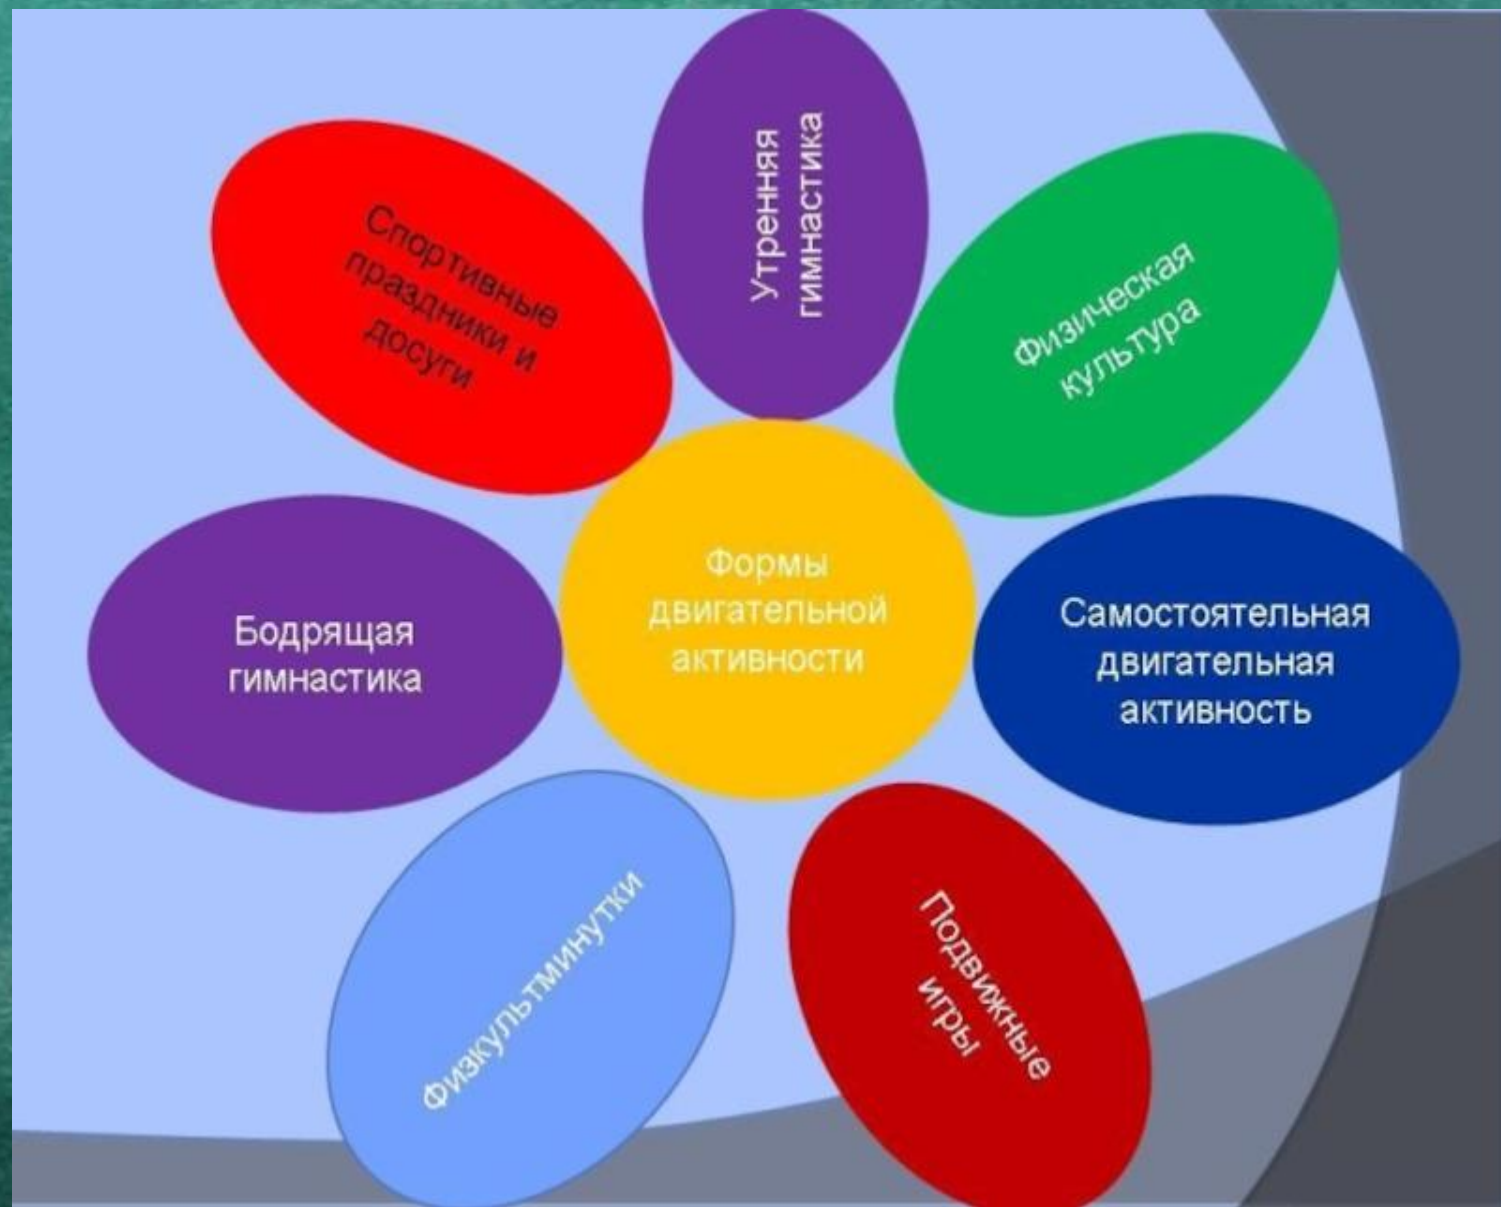 Утренняя
гимнастика
Физическая
культура
Самостоятельная
двигательная
активность
Подвижные
игры
Физкультминутки
Бодрящая
гимнастика
Спортивные
праздники и
досуги
Формы
двигательной
активности